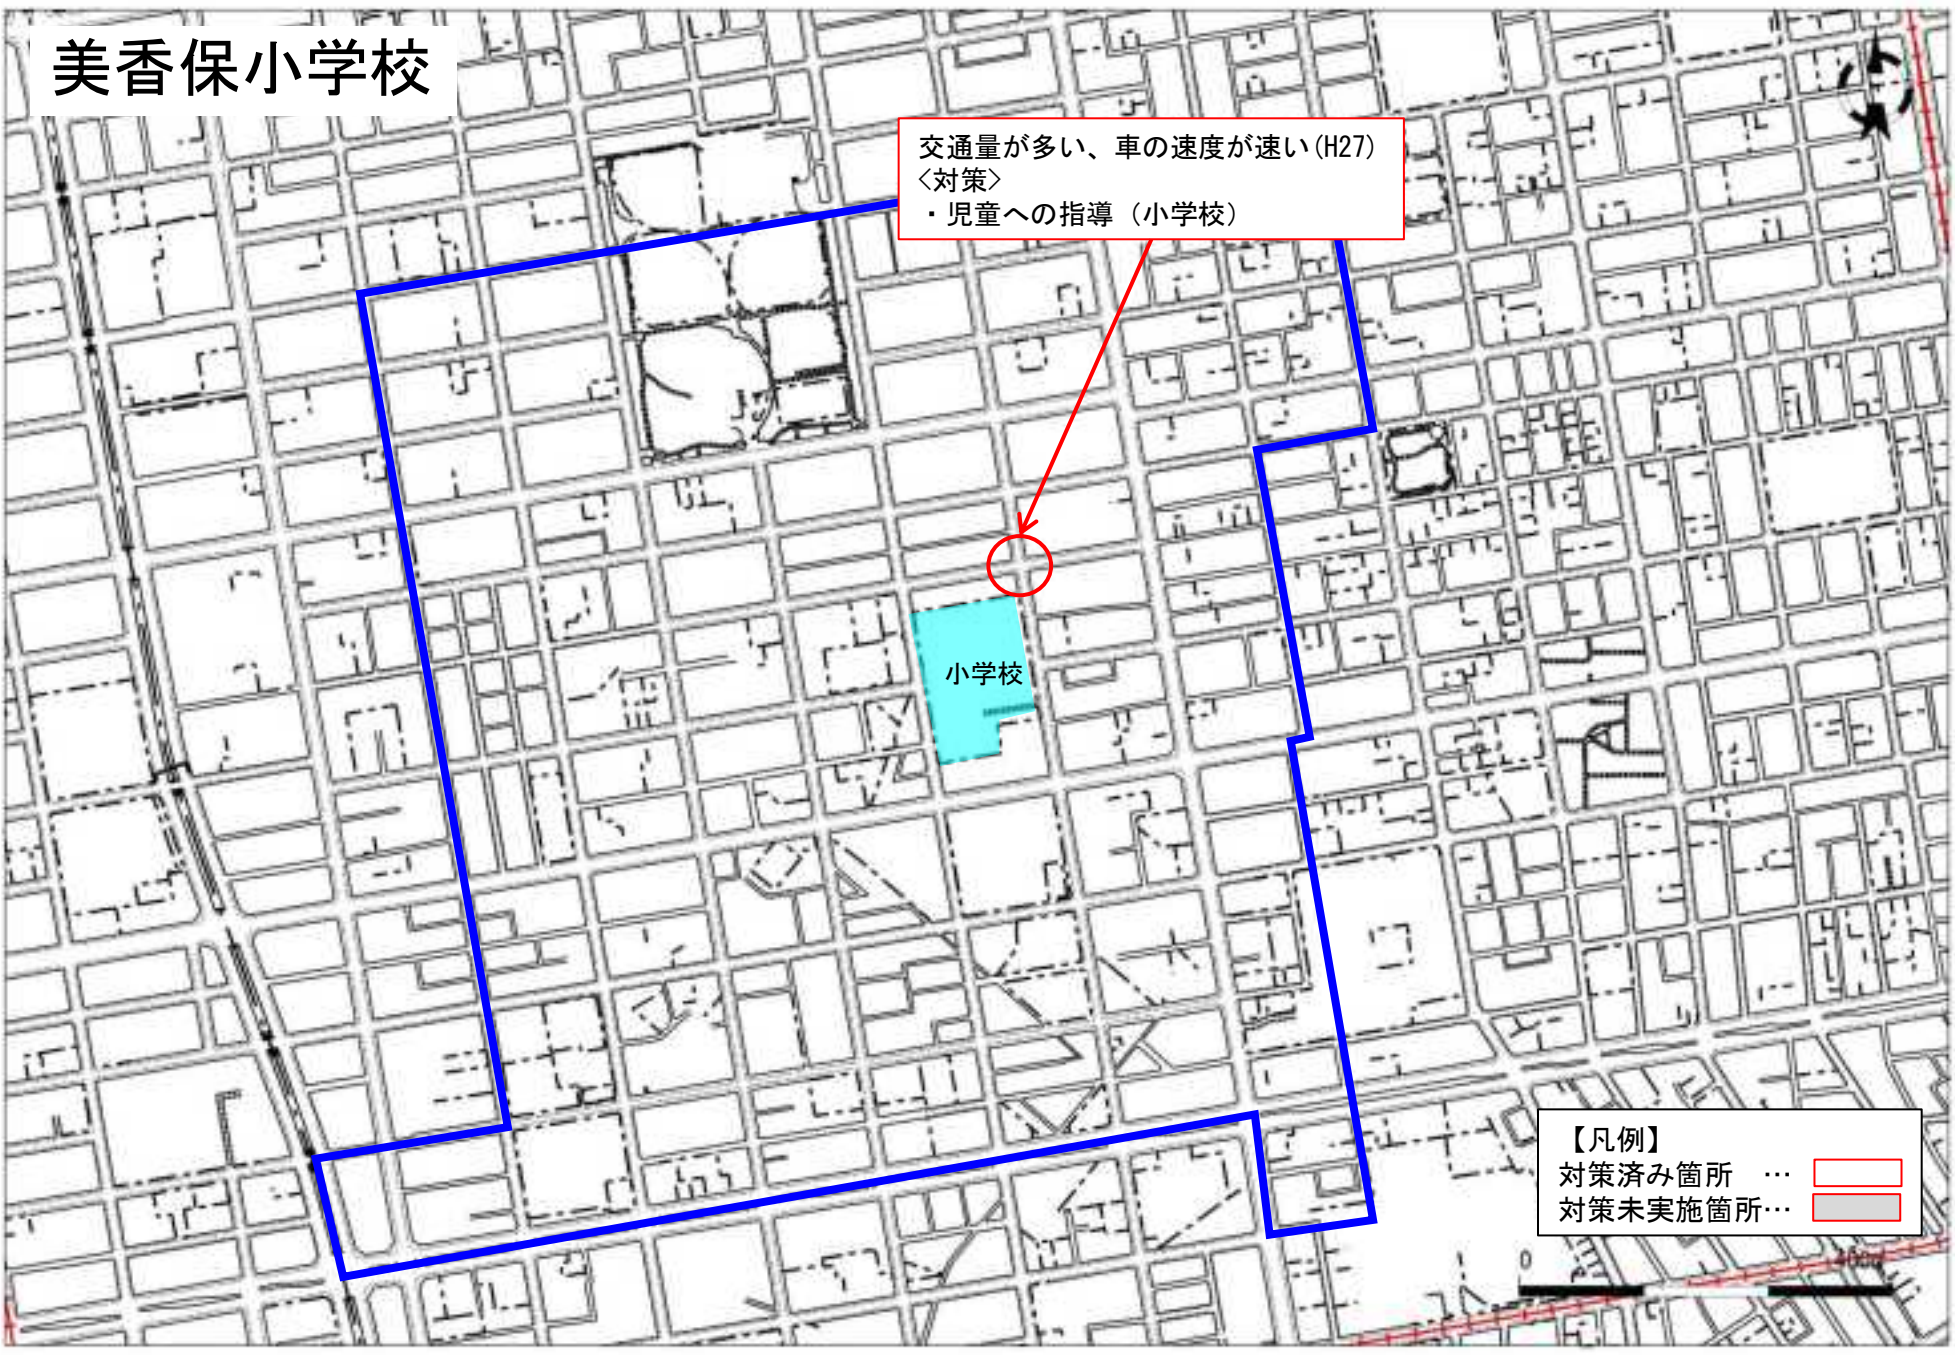 美香保小学校
交通量が多い、車の速度が速い(H27)
<対策>
・児童への指導（小学校）
小学校
【凡例】
対策済み箇所　…
対策未実施箇所…
0
400m